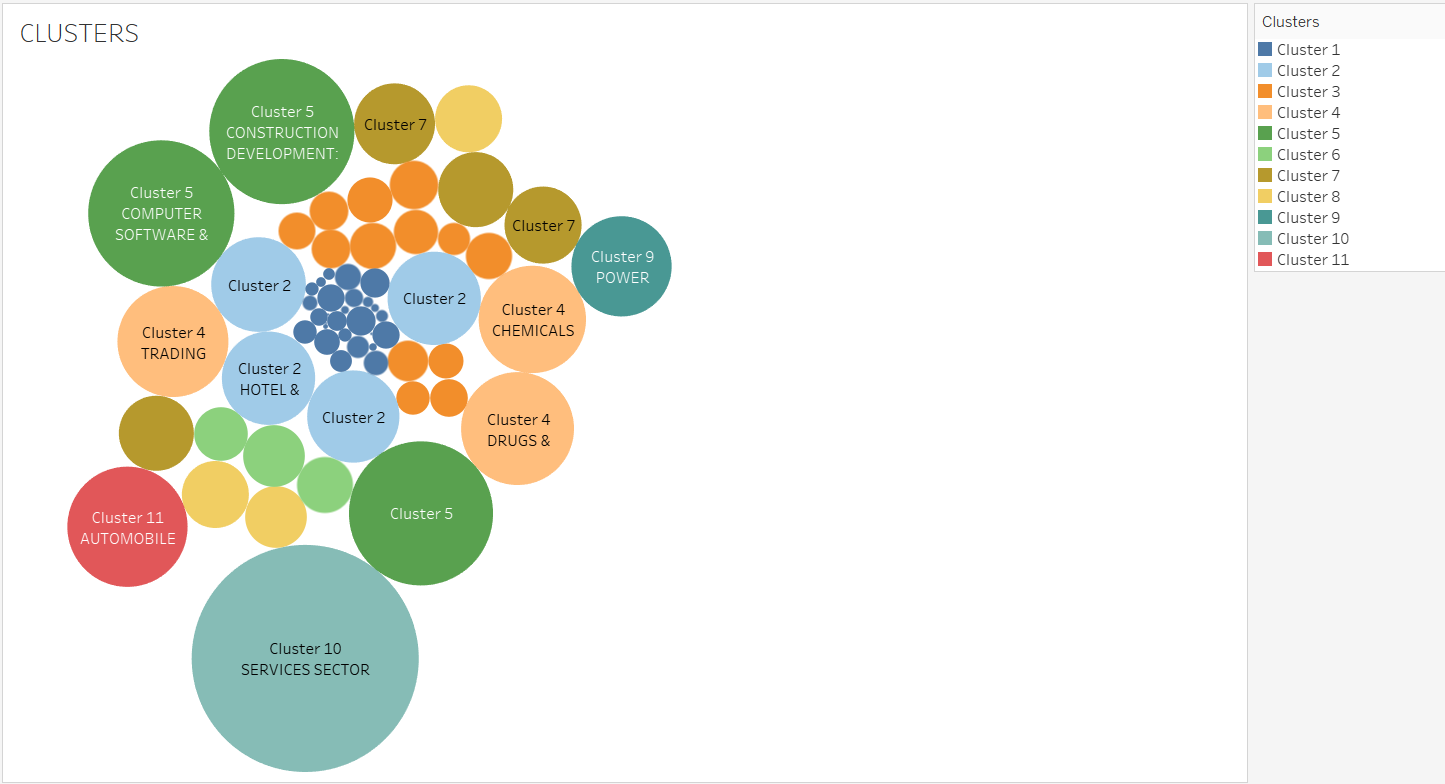 CLUSTERS
Cluster 5
CONSTRUCTION
DEVELOPMENT:
Cluster 7
Cluster 5
COMPUTER
SOFTWARE &
Cluster 7
Cluster 9
POWER
Cluster 2
Cluster 2
Cluster 4
CHEMICALS
Cluster 4
TRADING
Cluster 2
HOTEL &
Cluster 2
Cluster 4
DRUGS &
Cluster 11
AUTOMOBILE
Cluster 5
Cluster 10
SERVICES SECTOR
Clusters
Cluster 1
Cluster 2
Cluster 3
Cluster 4
Cluster 5
Cluster 6
Cluster 7
Cluster 8
Cluster 9
Cluster 10
Cluster 11